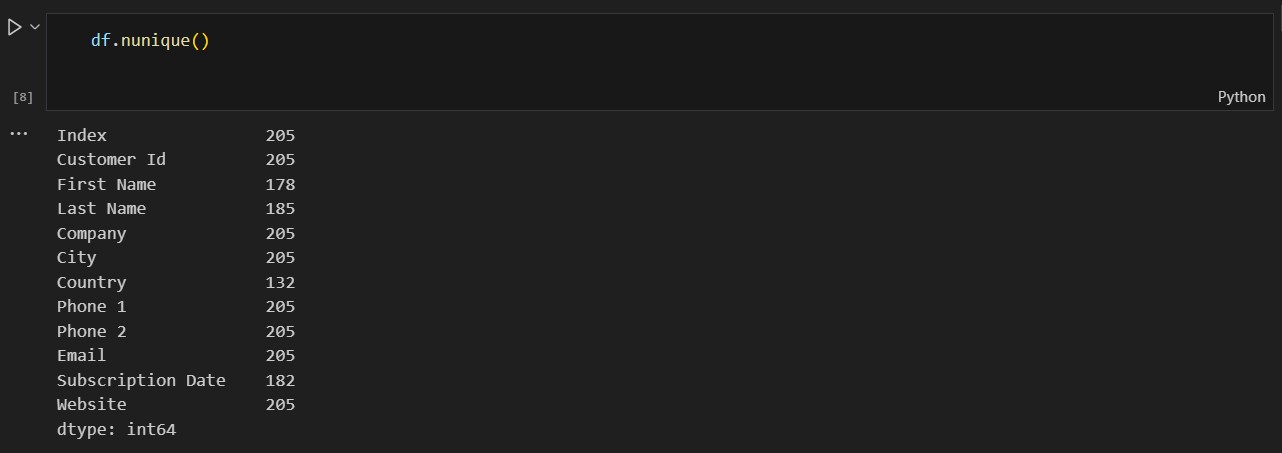 df.nunique()
[8]
Python
...
Index 205
Customer Id 205
First Name 178
Last Name 185
Company 205
City 205
Country 132
Phone 1 205
Phone 2 205
Email 205
Subscription Date 182
Website 205
dtype: int64